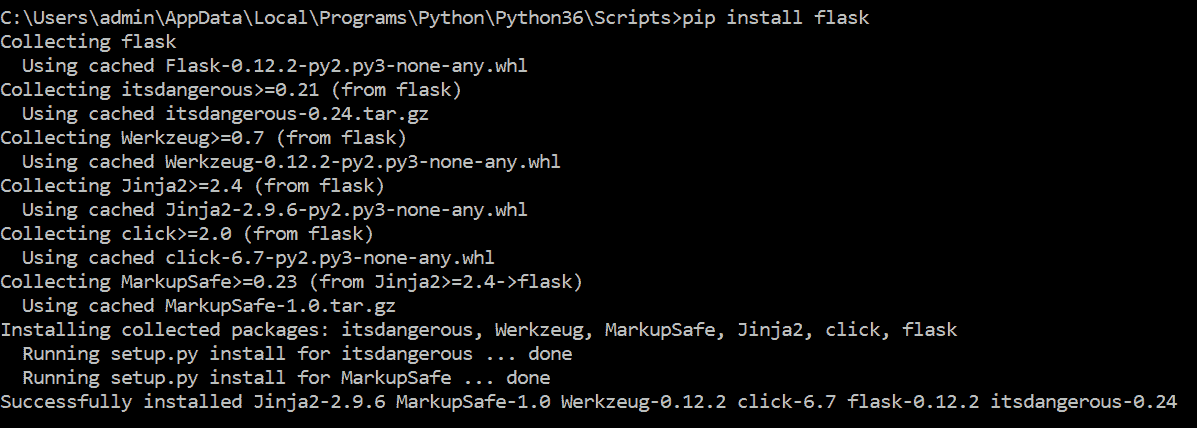 C:\Users\admin\AppData\Local\Programs\Python\Python36\Scripts>pip install flask
Collecting flask
  Using cached Flask-0.12.2-py2.py3-none-any.whl
Collecting itsdangerous>=0.21 (from flask)
  Using cached itsdangerous-0.24.tar.gz
Collecting Werkzeug>=0.7 (from flask)
  Using cached Werkzeug-0.12.2-py2.py3-none-any.whl
Collecting Jinja2>=2.4 (from flask)
  Using cached Jinja2-2.9.6-py2.py3-none-any.whl
Collecting click>=2.0 (from flask)
  Using cached click-6.7-py2.py3-none-any.whl
Collecting MarkupSafe>=0.23 (from Jinja2>=2.4->flask)
  Using cached MarkupSafe-1.0.tar.gz
Installing collected packages: itsdangerous, Werkzeug, MarkupSafe, Jinja2, click, flask
  Running setup.py install for itsdangerous ... done
  Running setup.py install for MarkupSafe ... done
Successfully installed Jinja2-2.9.6 MarkupSafe-1.0 Werkzeug-0.12.2 click-6.7 flask-0.12.2 itsdangerous-0.24